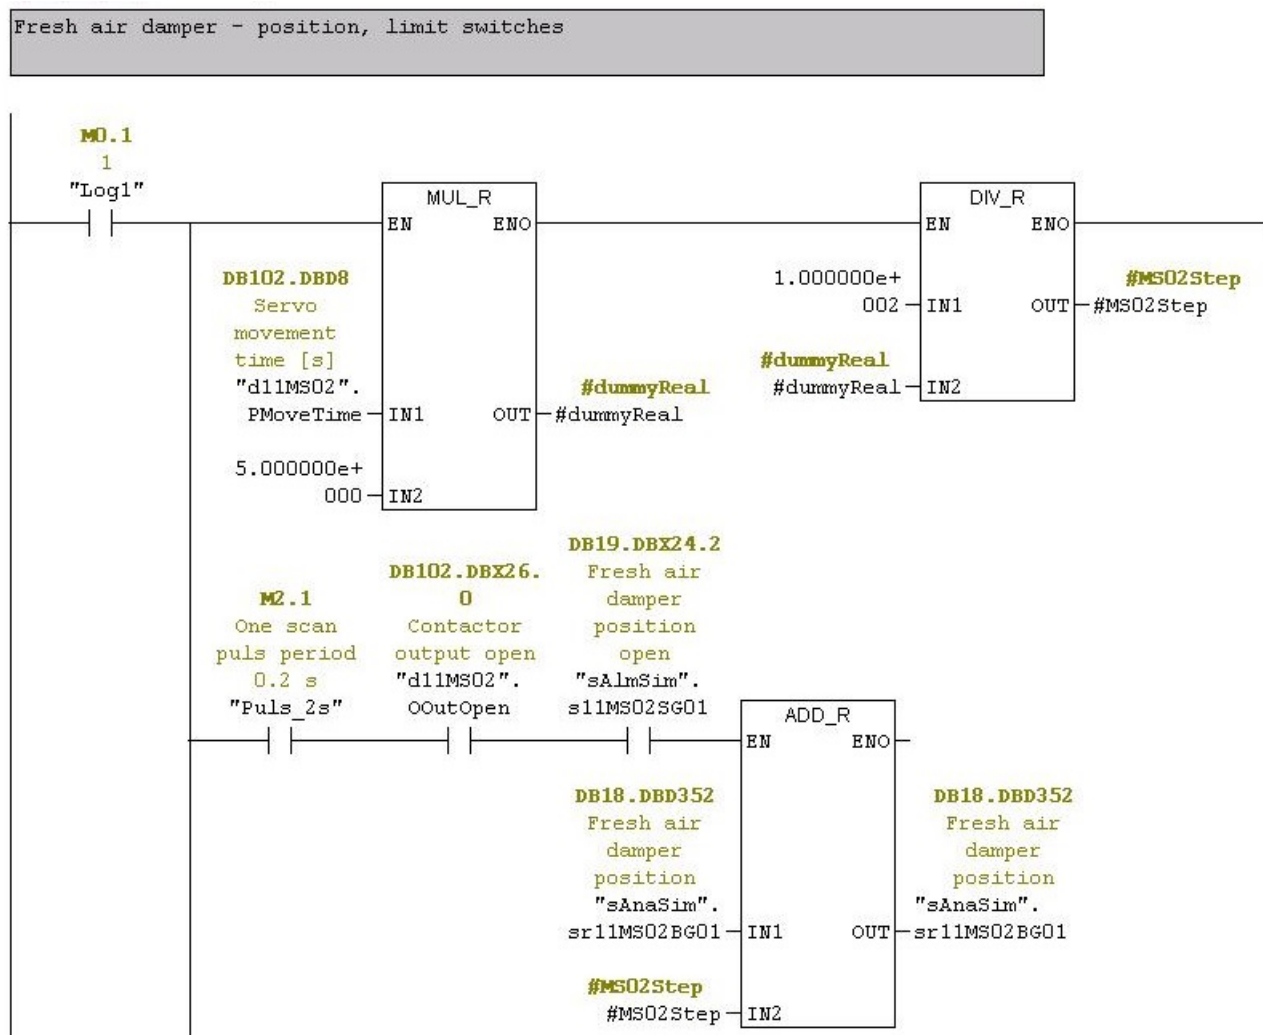 Fresh air damper - position, limit switches
M0.1
1
"Log1"
MUL_R
EN ENO
DB102.DBD8
Servo
movement
time [s]
"d11MS02".
PMoveTime IN1
OUT
#dummyReal
#dummyReal
5.000000e+
000 IN2
DIV_R
EN ENO
1.000000e+
002 IN1
OUT
#MS02Step
#MS02Step
#dummyReal
#dummyReal IN2
M2.1
One scan
puls period
0.2 s
"Puls_2s"
DB102.DBX26.
0
Contactor
output open
"d11MS02".
OOutOpen
DB19.DBX24.2
Fresh air
damper
position
open
"sAlmSim".
s11MS02SG01
ADD_R
EN ENO
DB18.DBD352
Fresh air
damper
position
"sAnaSim".
sr11MS02BG01 IN1
OUT
DB18.DBD352
Fresh air
damper
position
"sAnaSim".
sr11MS02BG01
#MS02Step
#MS02Step IN2